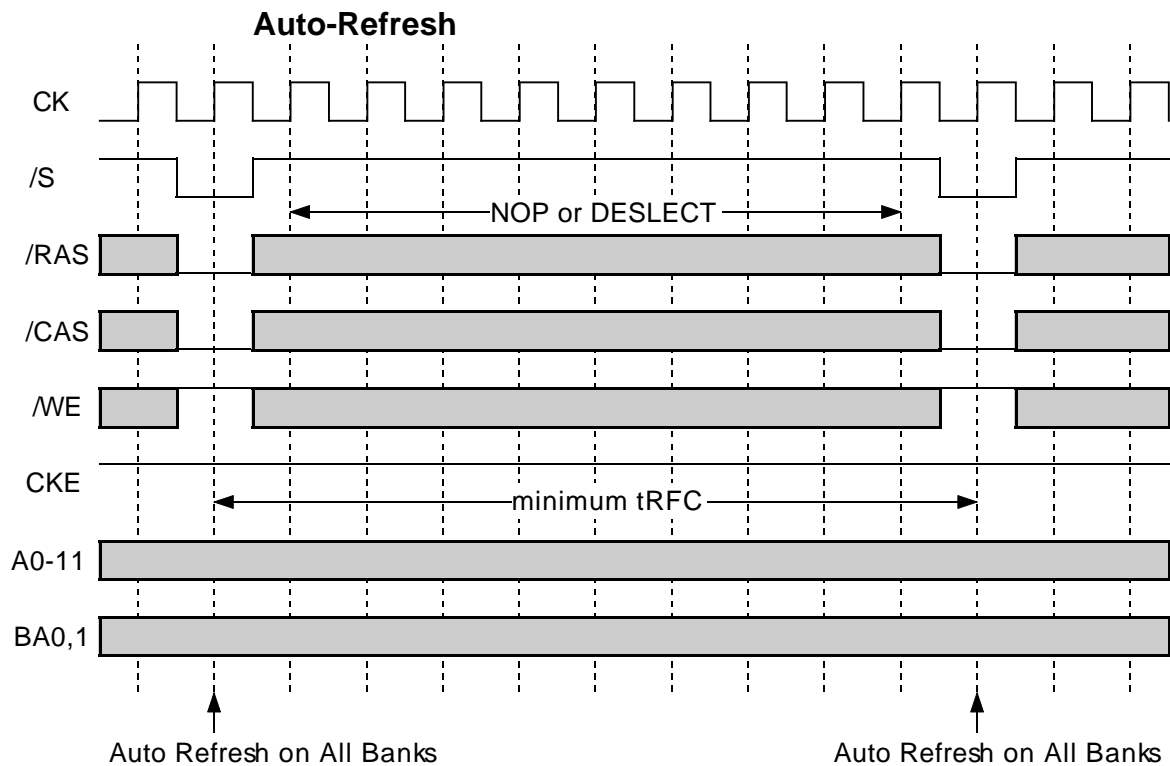 Auto-Refresh
CK
/S
NOP or DESLECT
/RAS
/CAS
/WE
CKE
minimum tRFC
A0-11
BA0,1
Auto Refresh on All Banks
Auto Refresh on All Banks